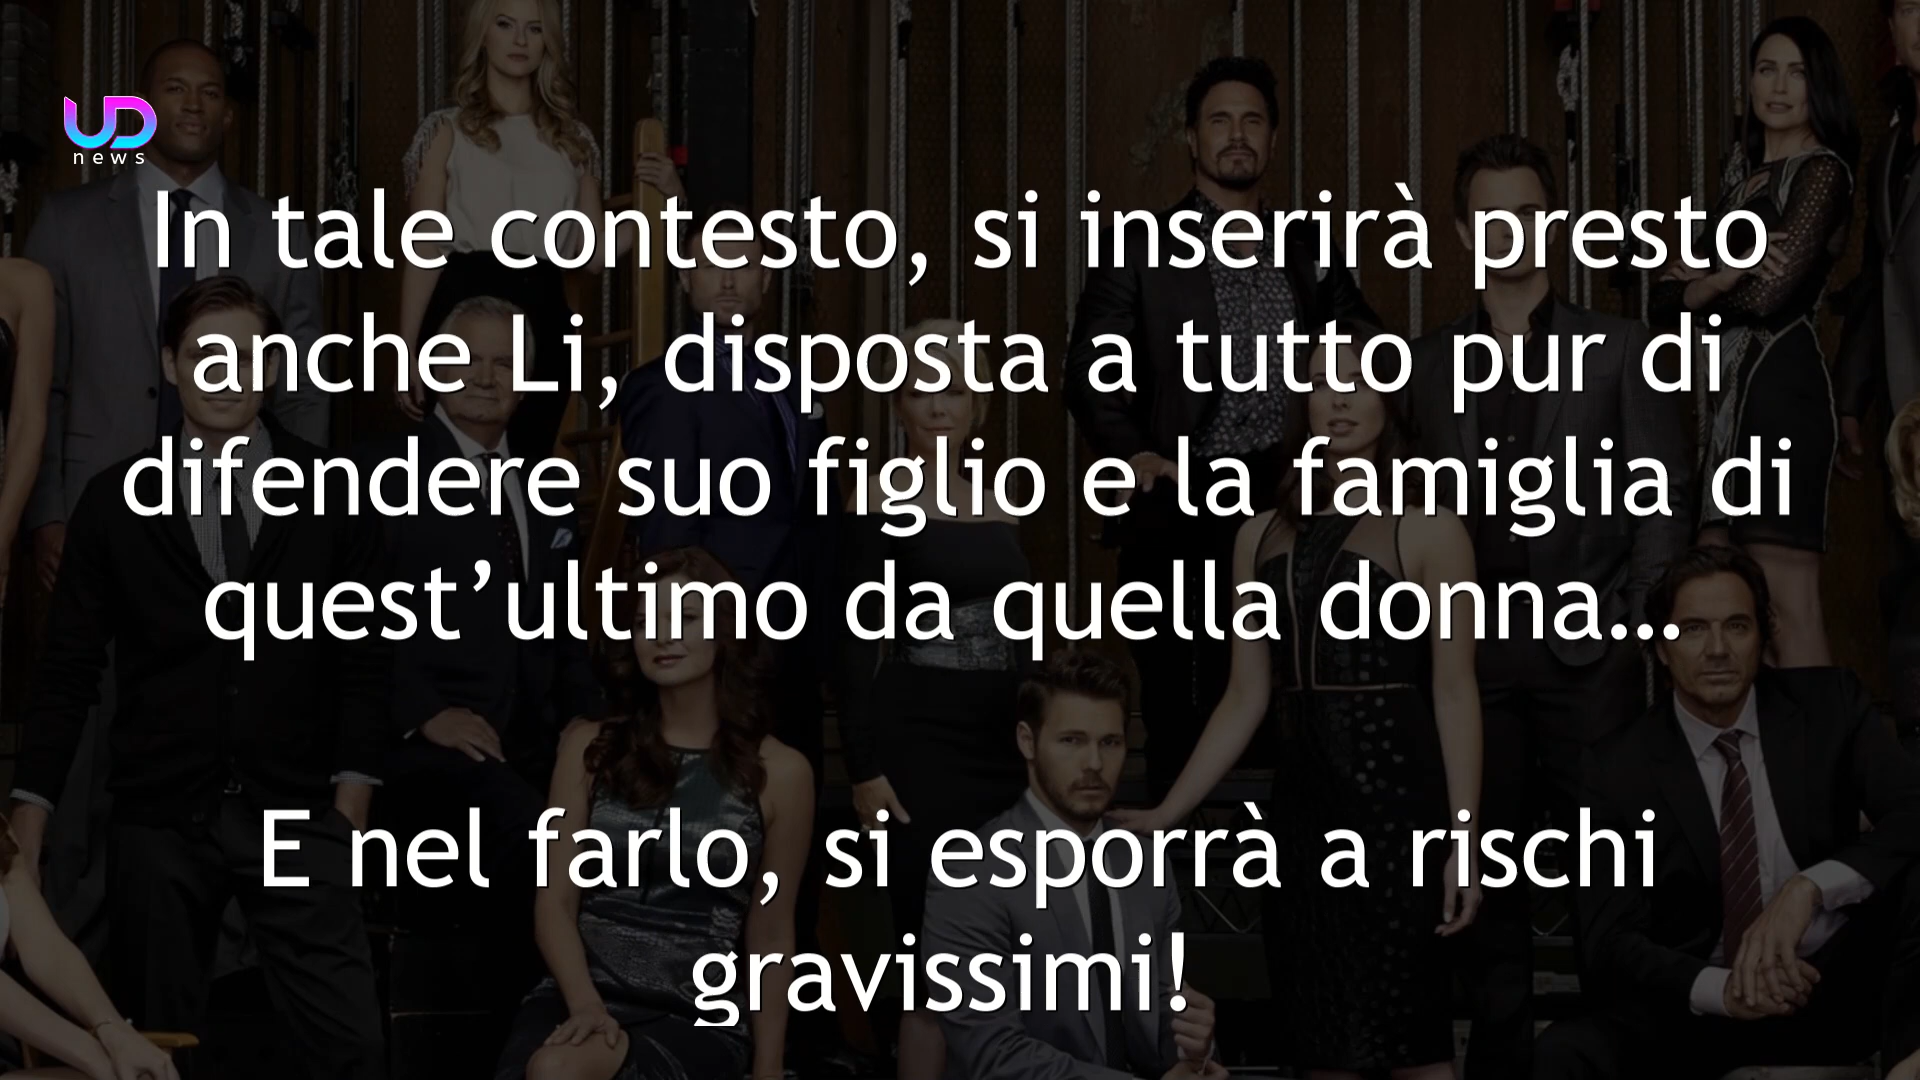 UD
news
In tale contesto, si inserirà presto
anche Li, disposta a tutto pur di
difendere suo figlio e la famiglia di
quest’ultimo da quella donna...
E nel farlo, si esporrà a rischi
gravissimi!